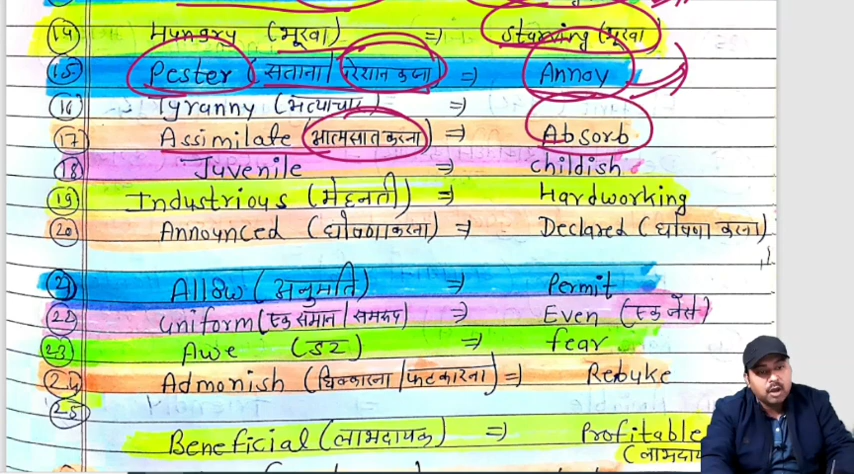 (14) Hungry (भूखा) ⇒ Starving (भूखा)
(15) Pester (सताना/परेशान करना) ⇒ Annoy
(16) Tyranny (अत्याचार) ⇒
(17) Assimilate (आत्मसात करना) ⇒ Absorb
(18) Juvenile ⇒ childish
(19) Industrious (मेहनती) ⇒ Hardworking
(20) Announced (घोषणा करना) ⇒ Declared (घोषणा करना)
(21) Allow (अनुमति) ⇒ Permit
(22) Uniform (एक समान/समरूप) ⇒ Even (एक जैसे)
(23) Awe (डर) ⇒ fear
(24) Admonish (धिक्कारना/फटकारना) ⇒ Rebuke
(25)
Beneficial (लाभदायक) ⇒ Profitable